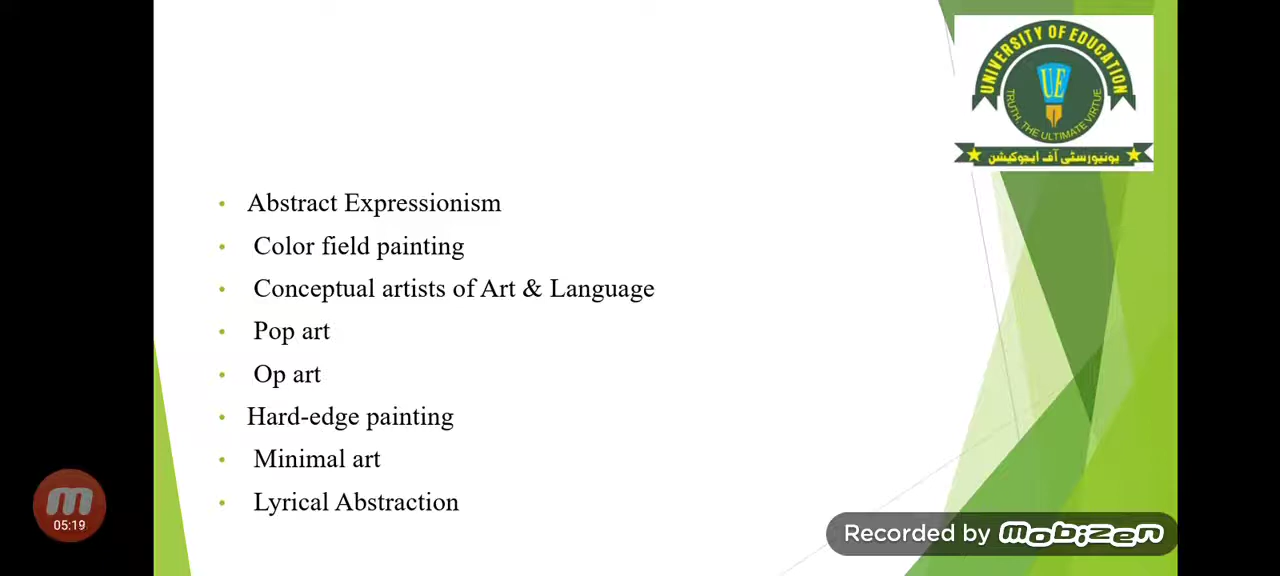 UNIVERSITY OF EDUCATION
UE
TRUTH, THE ULTIMATE VIRTUE
یونیورسٹی آف ایجوکیشن
• Abstract Expressionism
• Color field painting
• Conceptual artists of Art & Language
• Pop art
• Op art
• Hard-edge painting
• Minimal art
• Lyrical Abstraction
05:19
Recorded by mobizen